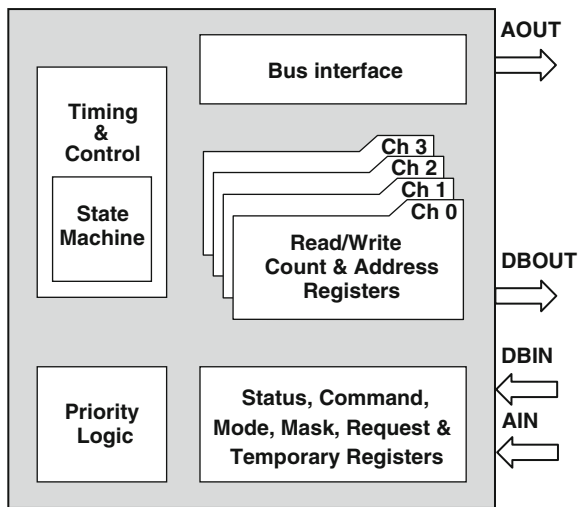 AOUT
Bus interface
Timing
&
Control
State
Machine
Ch 3
Ch 2
Ch 1
Ch 0
Read/Write
Count & Address
Registers
DBOUT
DBIN
AIN
Priority
Logic
Status, Command,
Mode, Mask, Request &
Temporary Registers